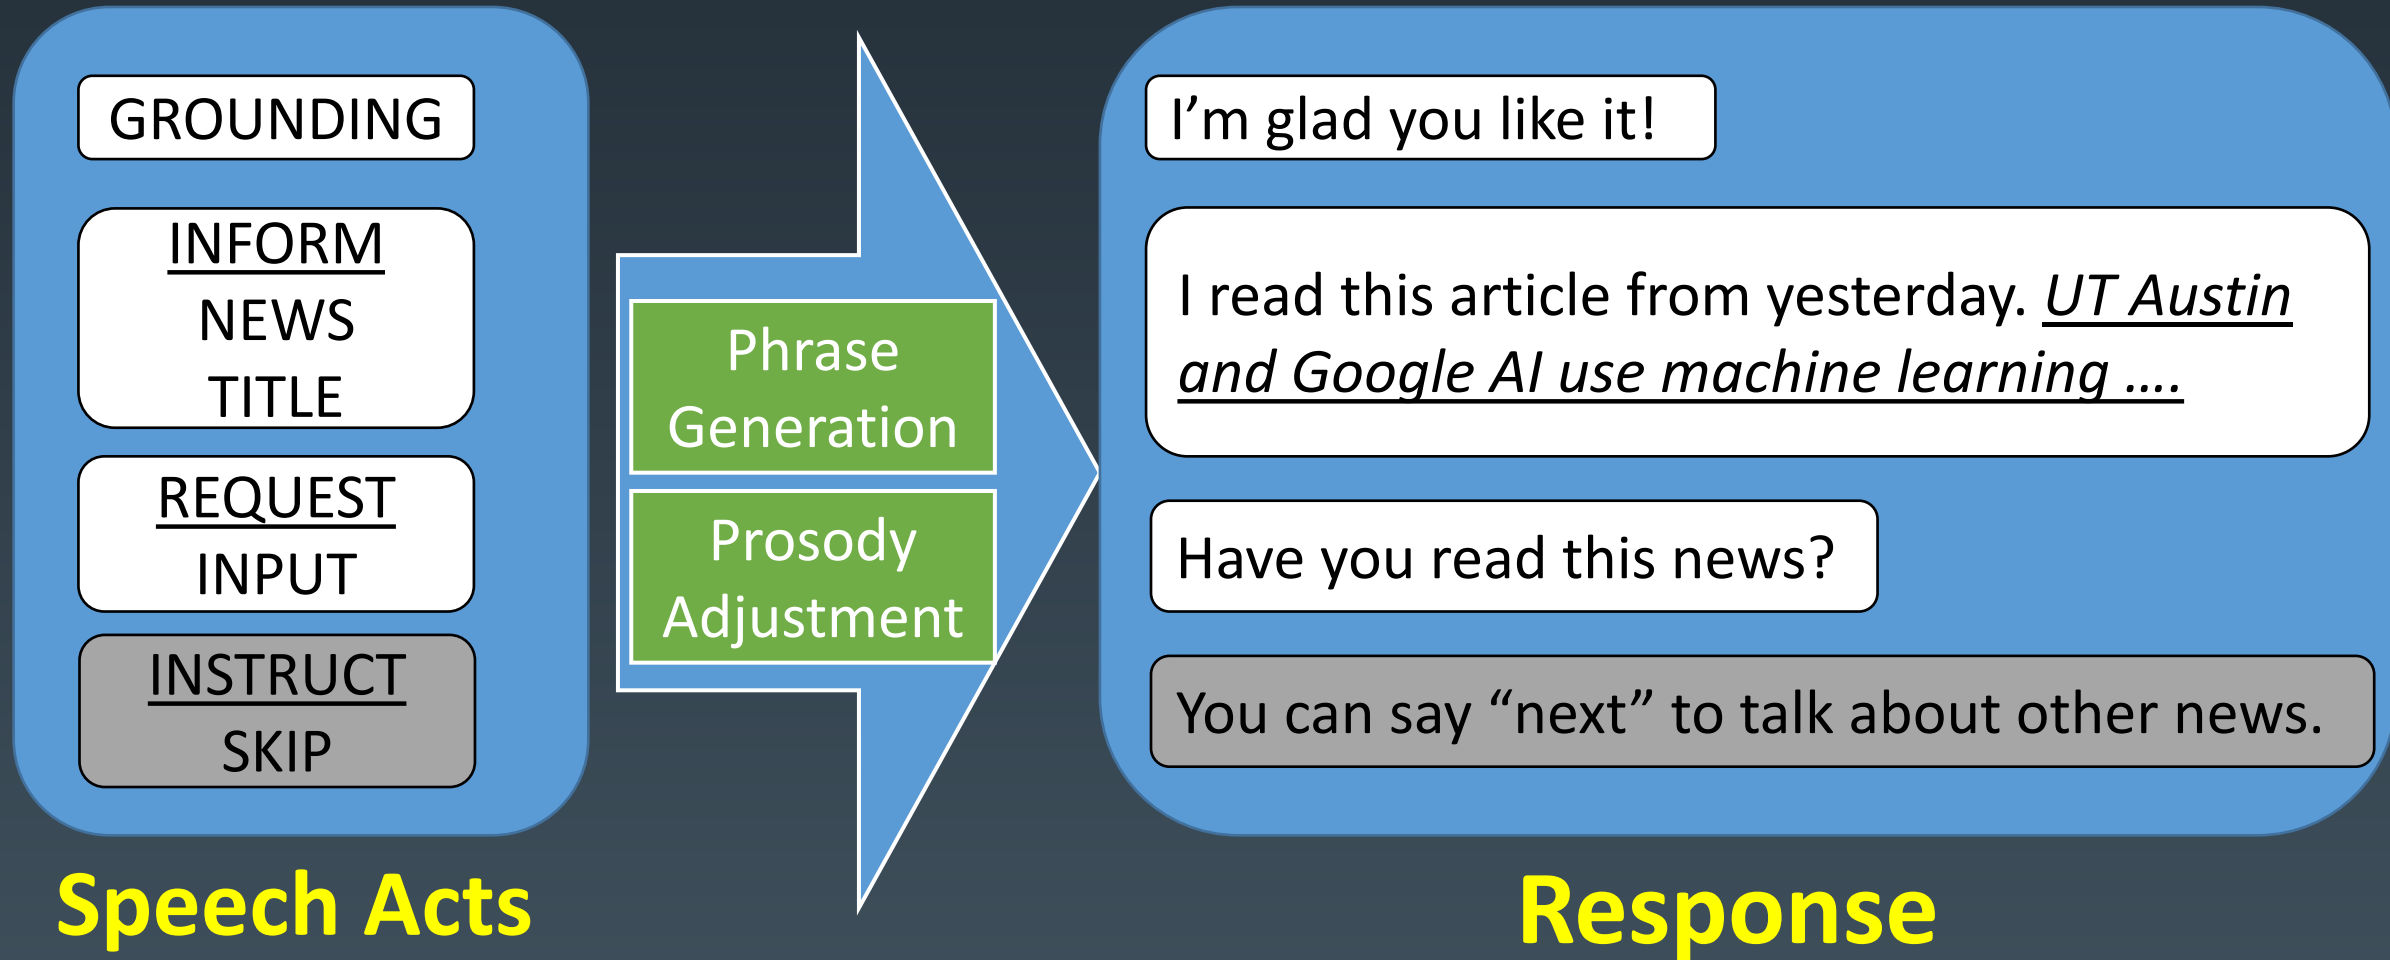 GROUNDING
INFORM
NEWS
TITLE
REQUEST
INPUT
INSTRUCT
SKIP
Speech Acts
Phrase
Generation
Prosody
Adjustment
I’m glad you like it!
I read this article from yesterday. UT Austin
and Google AI use machine learning ....
Have you read this news?
You can say “next” to talk about other news.
Response